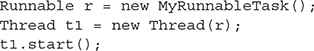 Runnable r = new MyRunnableTask();
Thread t1 = new Thread(r);
t1.start();